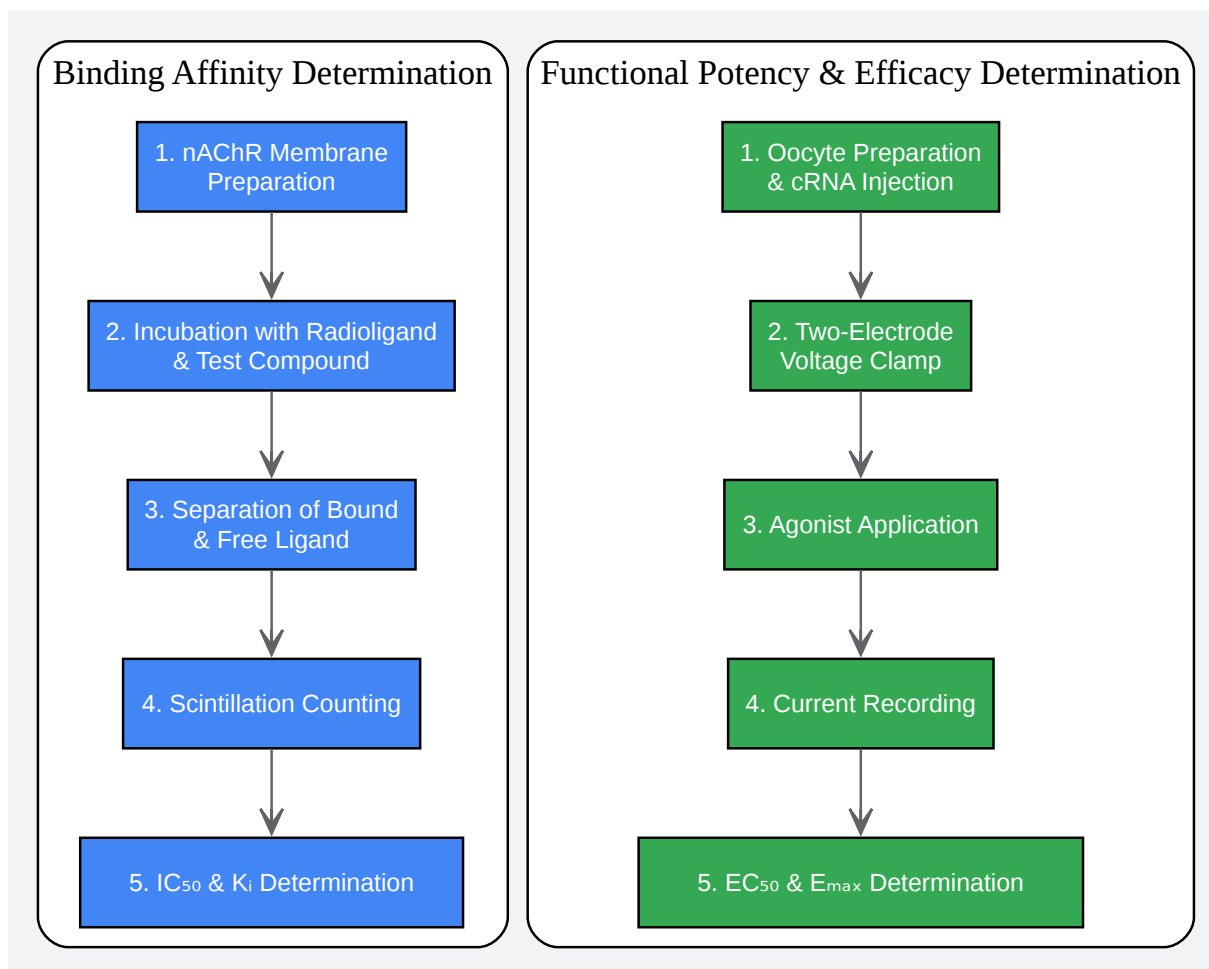 Binding Affinity Determination
1. nAChR Membrane
Preparation
2. Incubation with Radioligand
& Test Compound
3. Separation of Bound
& Free Ligand
4. Scintillation Counting
5. IC₅₀ & Kᵢ Determination
Functional Potency & Efficacy Determination
1. Oocyte Preparation
& cRNA Injection
2. Two-Electrode
Voltage Clamp
3. Agonist Application
4. Current Recording
5. EC₅₀ & Eₘₐₓ Determination